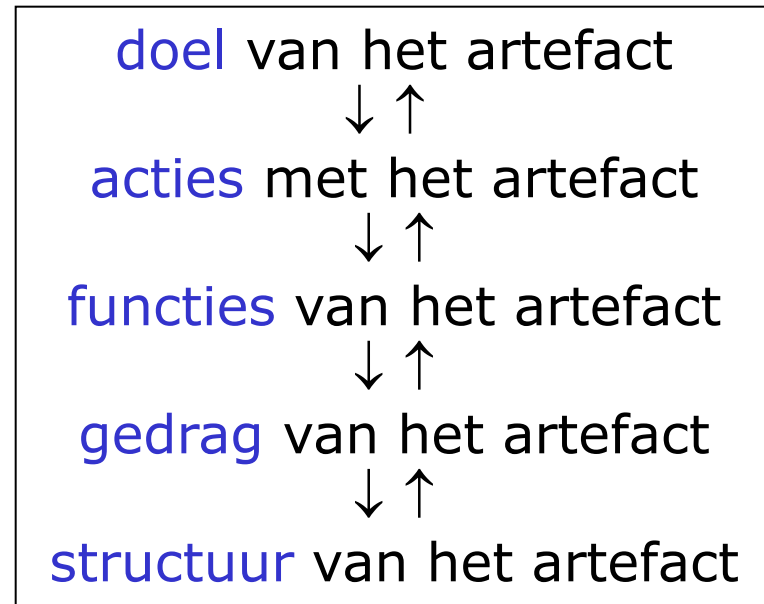 doel van het artefact
↓ ↑
acties met het artefact
↓ ↑
functies van het artefact
↓ ↑
gedrag van het artefact
↓ ↑
structuur van het artefact